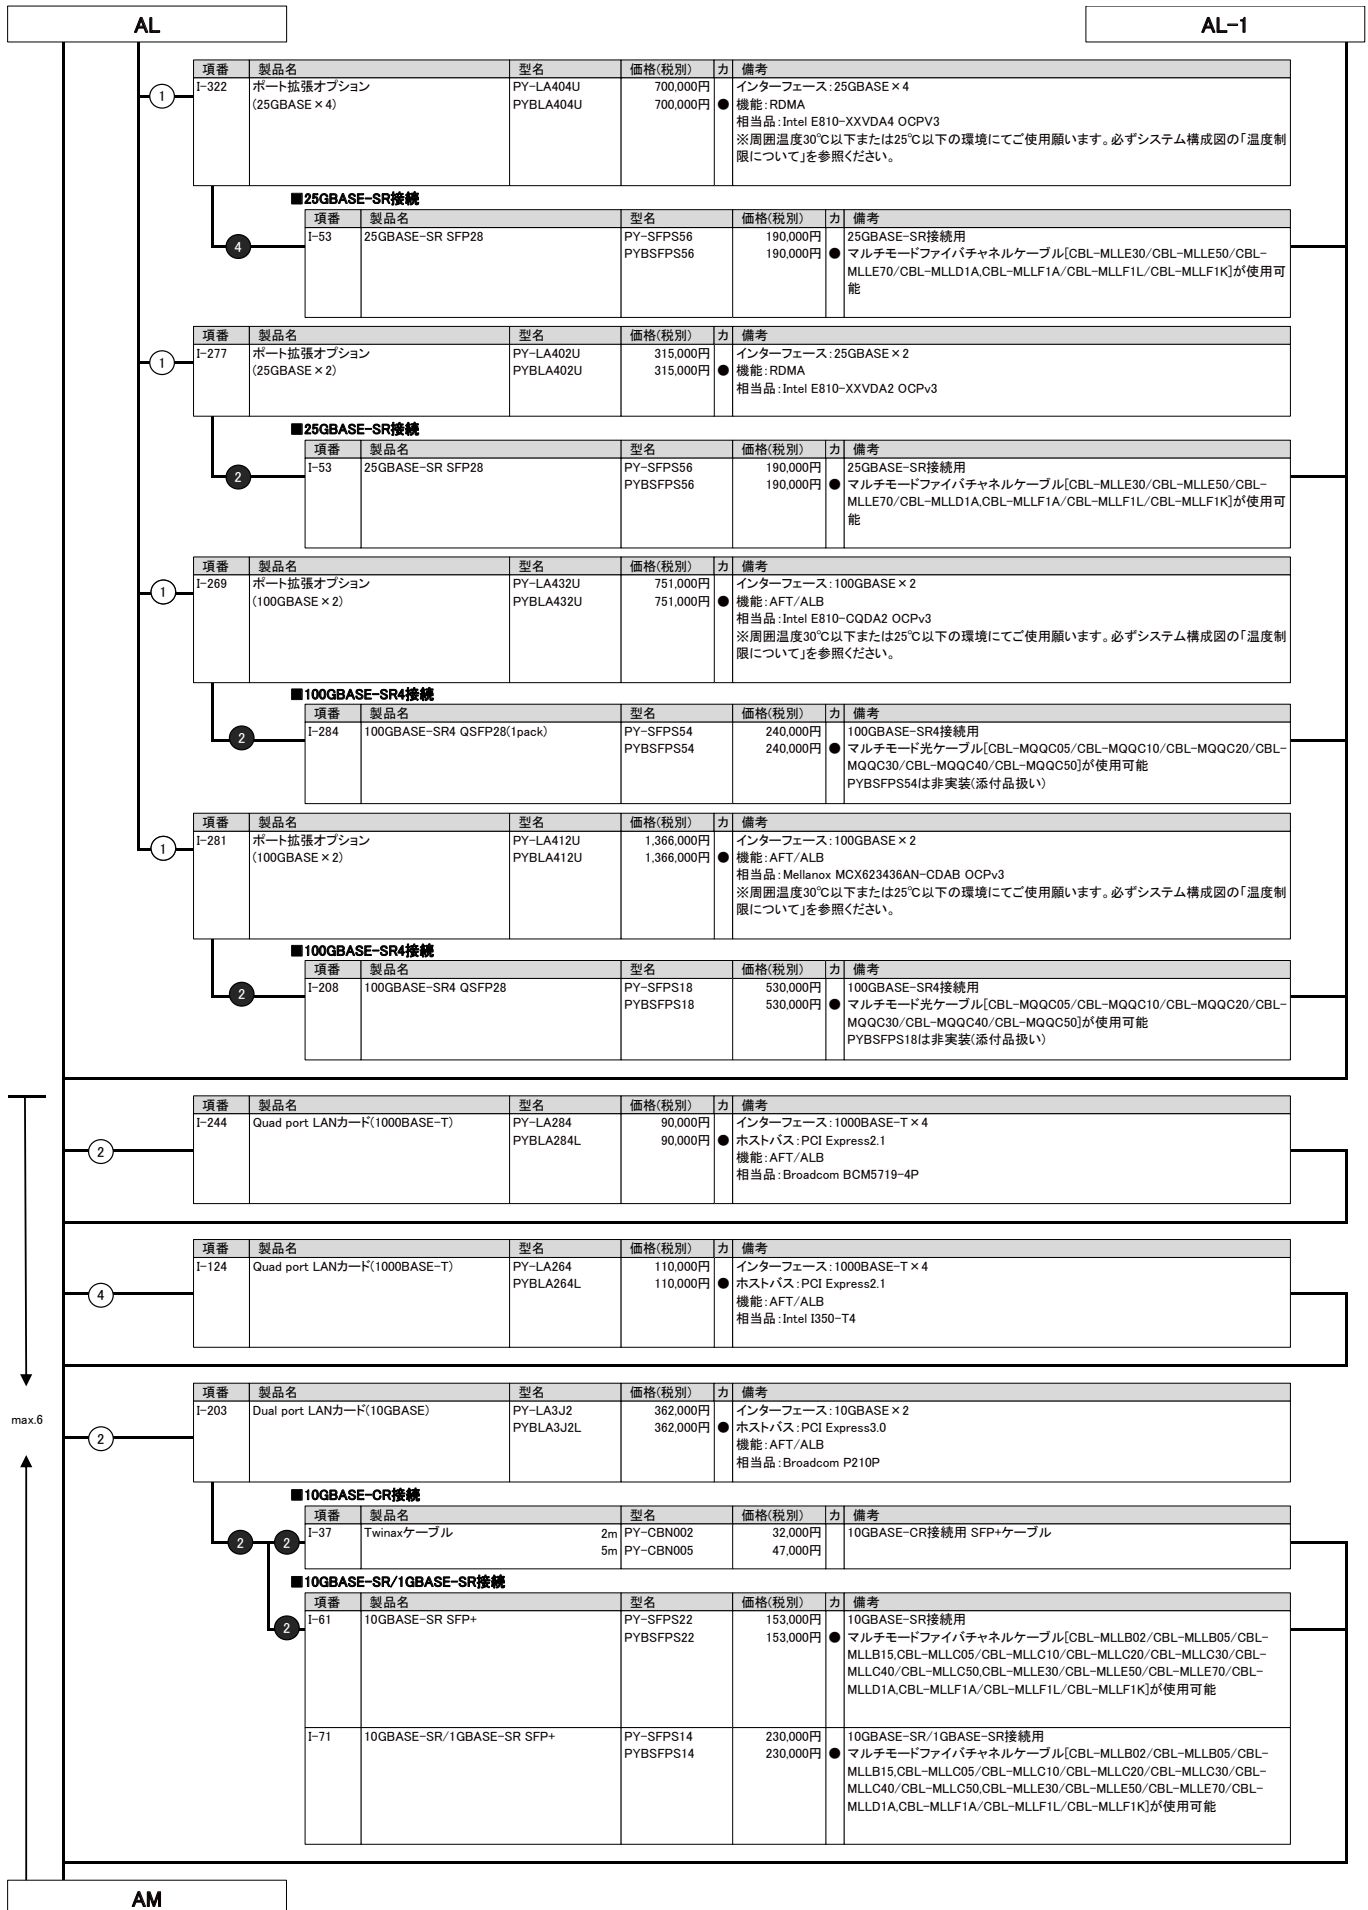 AL
AL-1
項番 製品名 型名 価格(税別) カ 備考
1
I-322 ポート拡張オプション PY-LA404U 700,000円 インターフェース:25GBASE×4
(25GBASE×4) PYBLA404U 700,000円 ● 機能:RDMA
相当品:Intel E810-XXVDA4 OCPV3
※周囲温度30℃以下または25℃以下の環境にてご使用願います。必ずシステム構成図の「温度制
限について」を参照ください。
■25GBASE-SR接続
項番 製品名 型名 価格(税別) カ 備考
4
I-53 25GBASE-SR SFP28 PY-SFPS56 190,000円 25GBASE-SR接続用
PYBSFPS56 190,000円 ● マルチモードファイバチャネルケーブル[CBL-MLLE30/CBL-MLLE50/CBL-
MLLE70/CBL-MLLD1A,CBL-MLLF1A/CBL-MLLF1L/CBL-MLLF1K]が使用可
能
項番 製品名 型名 価格(税別) カ 備考
1
I-277 ポート拡張オプション PY-LA402U 315,000円 インターフェース:25GBASE×2
(25GBASE×2) PYBLA402U 315,000円 ● 機能:RDMA
相当品:Intel E810-XXVDA2 OCPv3
■25GBASE-SR接続
項番 製品名 型名 価格(税別) カ 備考
2
I-53 25GBASE-SR SFP28 PY-SFPS56 190,000円 25GBASE-SR接続用
PYBSFPS56 190,000円 ● マルチモードファイバチャネルケーブル[CBL-MLLE30/CBL-MLLE50/CBL-
MLLE70/CBL-MLLD1A,CBL-MLLF1A/CBL-MLLF1L/CBL-MLLF1K]が使用可
能
項番 製品名 型名 価格(税別) カ 備考
1
I-269 ポート拡張オプション PY-LA432U 751,000円 インターフェース:100GBASE×2
(100GBASE×2) PYBLA432U 751,000円 ● 機能:AFT/ALB
相当品:Intel E810-CQDA2 OCPv3
※周囲温度30℃以下または25℃以下の環境にてご使用願います。必ずシステム構成図の「温度制
限について」を参照ください。
■100GBASE-SR4接続
項番 製品名 型名 価格(税別) カ 備考
2
I-284 100GBASE-SR4 QSFP28(1pack) PY-SFPS54 240,000円 100GBASE-SR4接続用
PYBSFPS54 240,000円 ● マルチモード光ケーブル[CBL-MQQC05/CBL-MQQC10/CBL-MQQC20/CBL-
MQQC30/CBL-MQQC40/CBL-MQQC50]が使用可能
PYBSFPS54は非実装(添付品扱い)
項番 製品名 型名 価格(税別) カ 備考
1
I-281 ポート拡張オプション PY-LA412U 1,366,000円 インターフェース:100GBASE×2
(100GBASE×2) PYBLA412U 1,366,000円 ● 機能:AFT/ALB
相当品:Mellanox MCX623436AN-CDAB OCPv3
※周囲温度30℃以下または25℃以下の環境にてご使用願います。必ずシステム構成図の「温度制
限について」を参照ください。
■100GBASE-SR4接続
項番 製品名 型名 価格(税別) カ 備考
2
I-208 100GBASE-SR4 QSFP28 PY-SFPS18 530,000円 100GBASE-SR4接続用
PYBSFPS18 530,000円 ● マルチモード光ケーブル[CBL-MQQC05/CBL-MQQC10/CBL-MQQC20/CBL-
MQQC30/CBL-MQQC40/CBL-MQQC50]が使用可能
PYBSFPS18は非実装(添付品扱い)
項番 製品名 型名 価格(税別) カ 備考
2
I-244 Quad port LANカード(1000BASE-T) PY-LA284 90,000円 インターフェース:1000BASE-T×4
PYBLA284L 90,000円 ● ホストバス:PCI Express2.1
機能:AFT/ALB
相当品:Broadcom BCM5719-4P
項番 製品名 型名 価格(税別) カ 備考
4
I-124 Quad port LANカード(1000BASE-T) PY-LA264 110,000円 インターフェース:1000BASE-T×4
PYBLA264L 110,000円 ● ホストバス:PCI Express2.1
機能:AFT/ALB
相当品:Intel I350-T4
max.6
項番 製品名 型名 価格(税別) カ 備考
2
I-203 Dual port LANカード(10GBASE) PY-LA3J2 362,000円 インターフェース:10GBASE×2
PYBLA3J2L 362,000円 ● ホストバス:PCI Express3.0
機能:AFT/ALB
相当品:Broadcom P210P
■10GBASE-CR接続
項番 製品名 型名 価格(税別) カ 備考
2 2
I-37 Twinaxケーブル 2m PY-CBN002 32,000円 10GBASE-CR接続用 SFP+ケーブル
5m PY-CBN005 47,000円
■10GBASE-SR/1GBASE-SR接続
項番 製品名 型名 価格(税別) カ 備考
2
I-61 10GBASE-SR SFP+ PY-SFPS22 153,000円 10GBASE-SR接続用
PYBSFPS22 153,000円 ● マルチモードファイバチャネルケーブル[CBL-MLLB02/CBL-MLLB05/CBL-
MLLB15,CBL-MLLC05/CBL-MLLC10/CBL-MLLC20/CBL-MLLC30/CBL-
MLLC40/CBL-MLLC50,CBL-MLLE30/CBL-MLLE50/CBL-MLLE70/CBL-
MLLD1A,CBL-MLLF1A/CBL-MLLF1L/CBL-MLLF1K]が使用可能
I-71 10GBASE-SR/1GBASE-SR SFP+ PY-SFPS14 230,000円 10GBASE-SR/1GBASE-SR接続用
PYBSFPS14 230,000円 ● マルチモードファイバチャネルケーブル[CBL-MLLB02/CBL-MLLB05/CBL-
MLLB15,CBL-MLLC05/CBL-MLLC10/CBL-MLLC20/CBL-MLLC30/CBL-
MLLC40/CBL-MLLC50,CBL-MLLE30/CBL-MLLE50/CBL-MLLE70/CBL-
MLLD1A,CBL-MLLF1A/CBL-MLLF1L/CBL-MLLF1K]が使用可能
AM